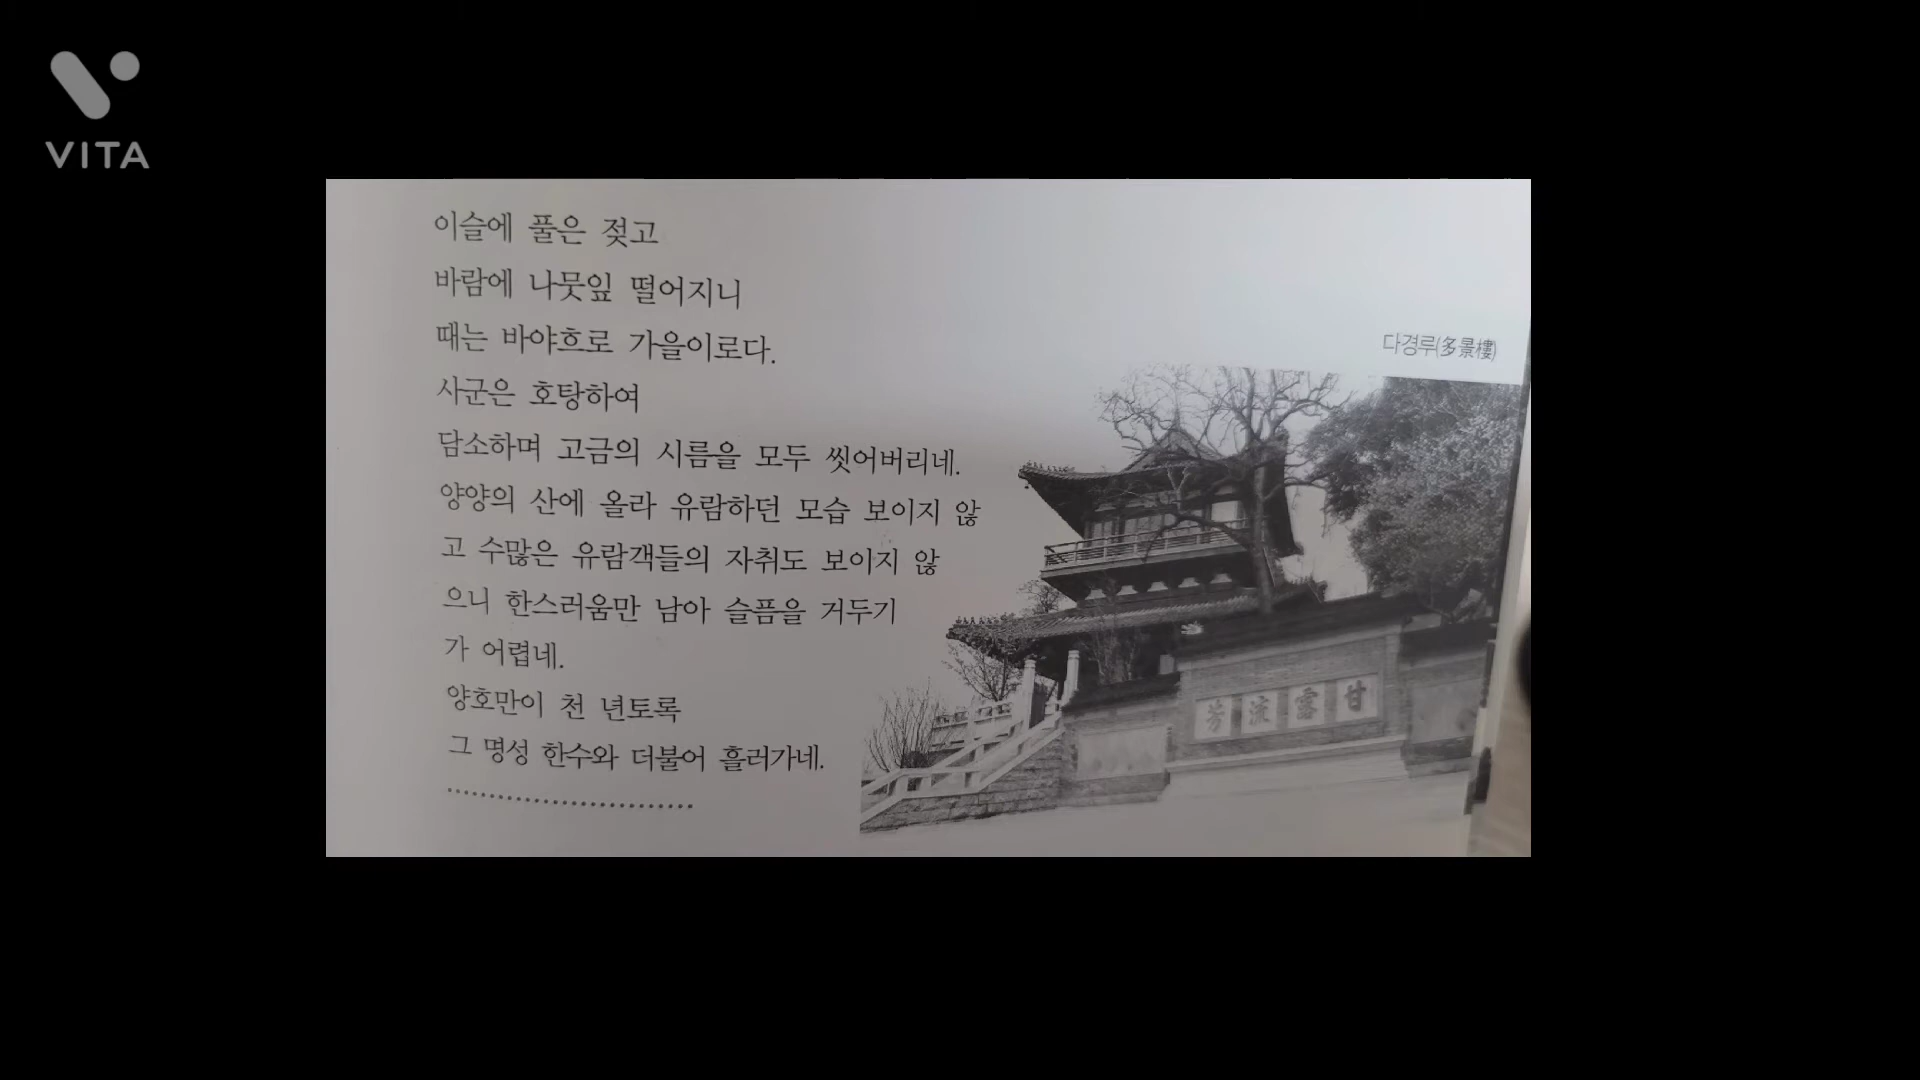 VITA
이슬에 풀은 젖고
바람에 나뭇잎 떨어지니
때는 바야흐로 가을이로다.
사군은 호탕하여
담소하며 고금의 시름을 모두 씻어버리네.
양양의 산에 올라 유람하던 모습 보이지 않
고 수많은 유람객들의 자취도 보이지 않
으니 한스러움만 남아 슬픔을 거두기
가 어렵네.
양호만이 천 년토록
그 명성 한수와 더불어 흘러가네.
다경루(多景樓)
芳流露甘